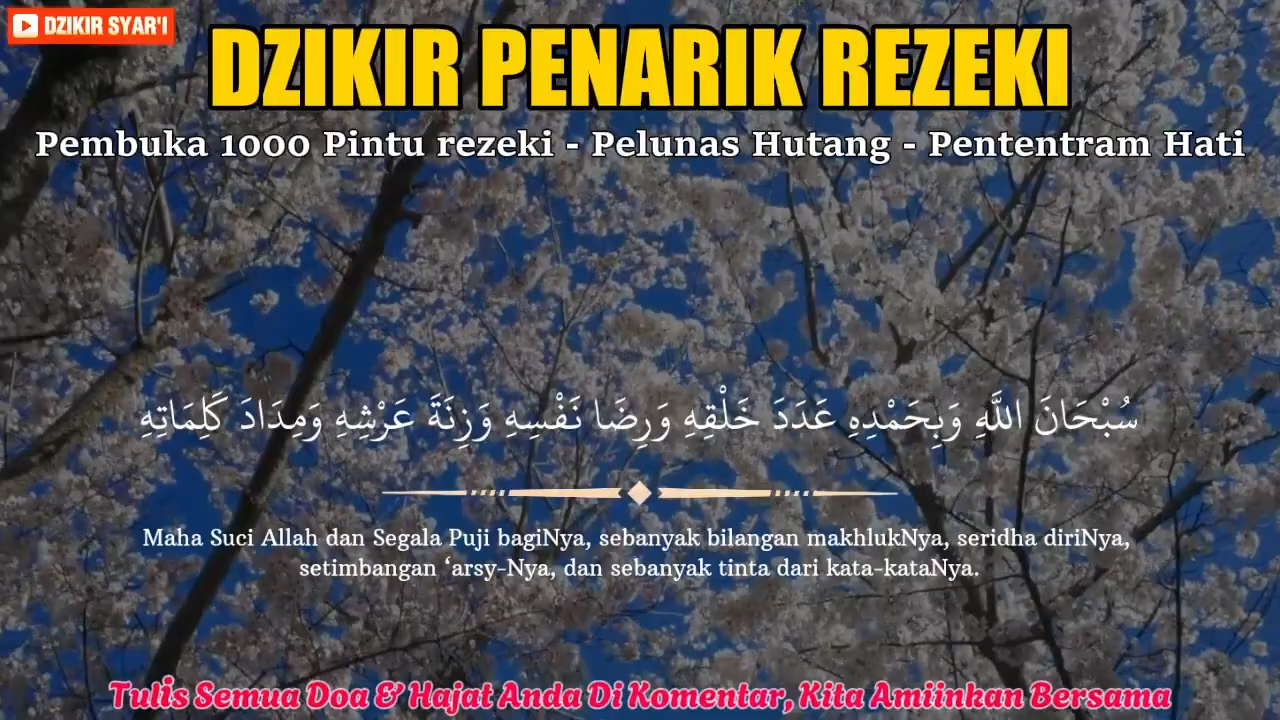 DZIKIR SYAR'I
DZIKIR PENARIK REZEKI
Pembuka 1000 Pintu rezeki - Pelunas Hutang - Pententram Hati
سُبْحَانَ اللَّهِ وَبِحَمْدِهِ عَدَدَ خَلْقِهِ وَرِضَا نَفْسِهِ وَزِنَةَ عَرْشِهِ وَمِدَادَ كَلِمَاتِهِ
Maha Suci Allah dan Segala Puji bagiNya, sebanyak bilangan makhlukNya, seridha diriNya,
setimbangan ‘arsy-Nya, dan sebanyak tinta dari kata-kataNya.
Tulis Semua Doa & Hajat Anda Di Komentar, Kita Amiinkan Bersama